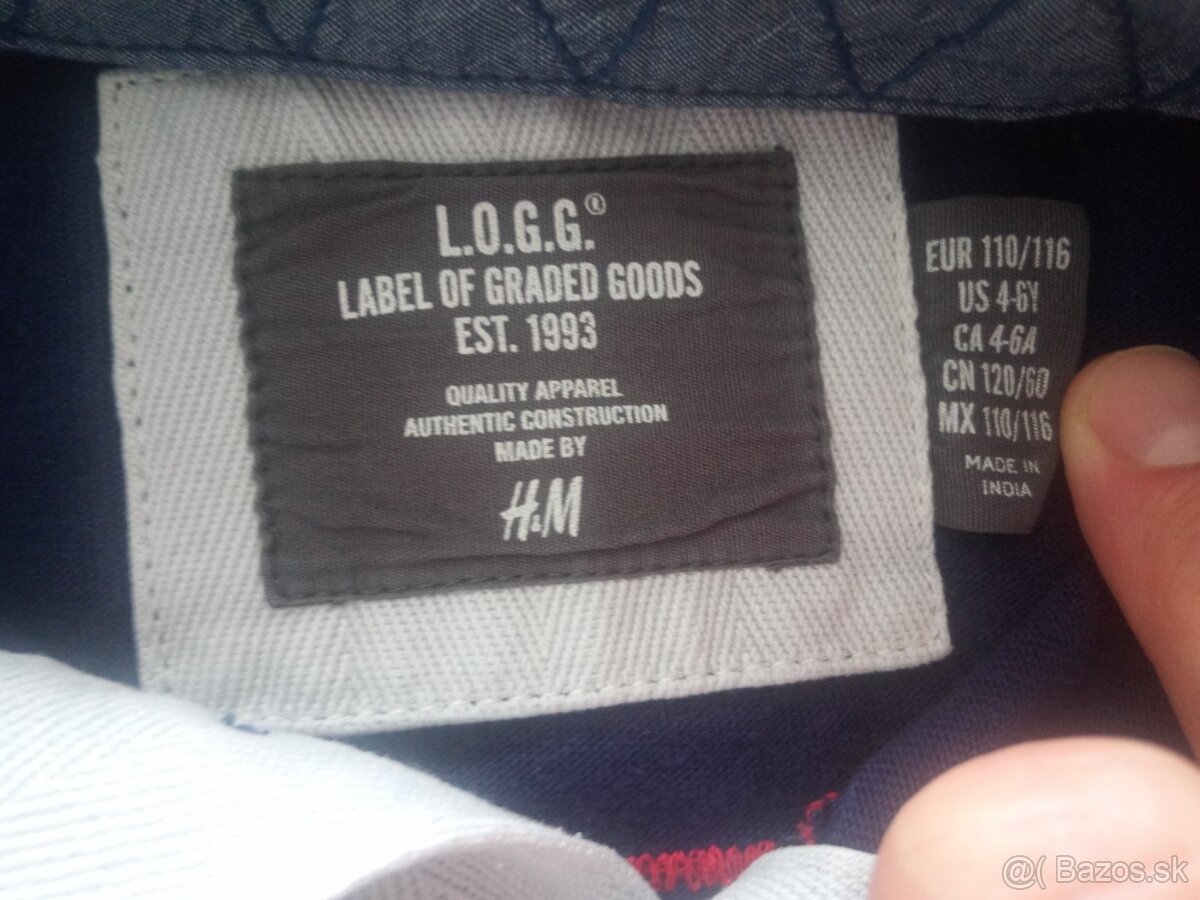 L.O.G.G.®
LABEL OF GRADED GOODS
EST. 1993
QUALITY APPAREL
AUTHENTIC CONSTRUCTION
MADE BY
H&M
EUR 110/116
US 4-6Y
CA 4-6A
CN 120/60
MX 110/116
MADE IN
INDIA
@( Bazos.sk